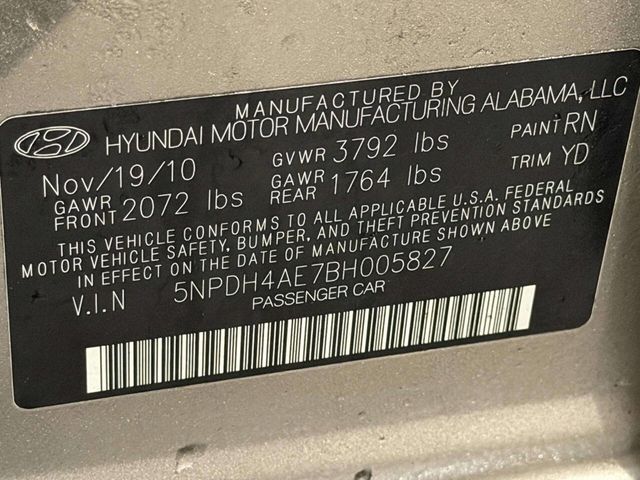 MANUFACTURED BY
HYUNDAI MOTOR MANUFACTURING ALABAMA, LLC
Nov/19/10 GVWR 3792 lbs PAINT RN
GAWR FRONT 2072 lbs GAWR REAR 1764 lbs TRIM YD
THIS VEHICLE CONFORMS TO ALL APPLICABLE U.S.A. FEDERAL
MOTOR VEHICLE SAFETY, BUMPER, AND THEFT PREVENTION STANDARDS
IN EFFECT ON THE DATE OF MANUFACTURE SHOWN ABOVE
V.I.N 5NPDH4AE7BH005827
PASSENGER CAR